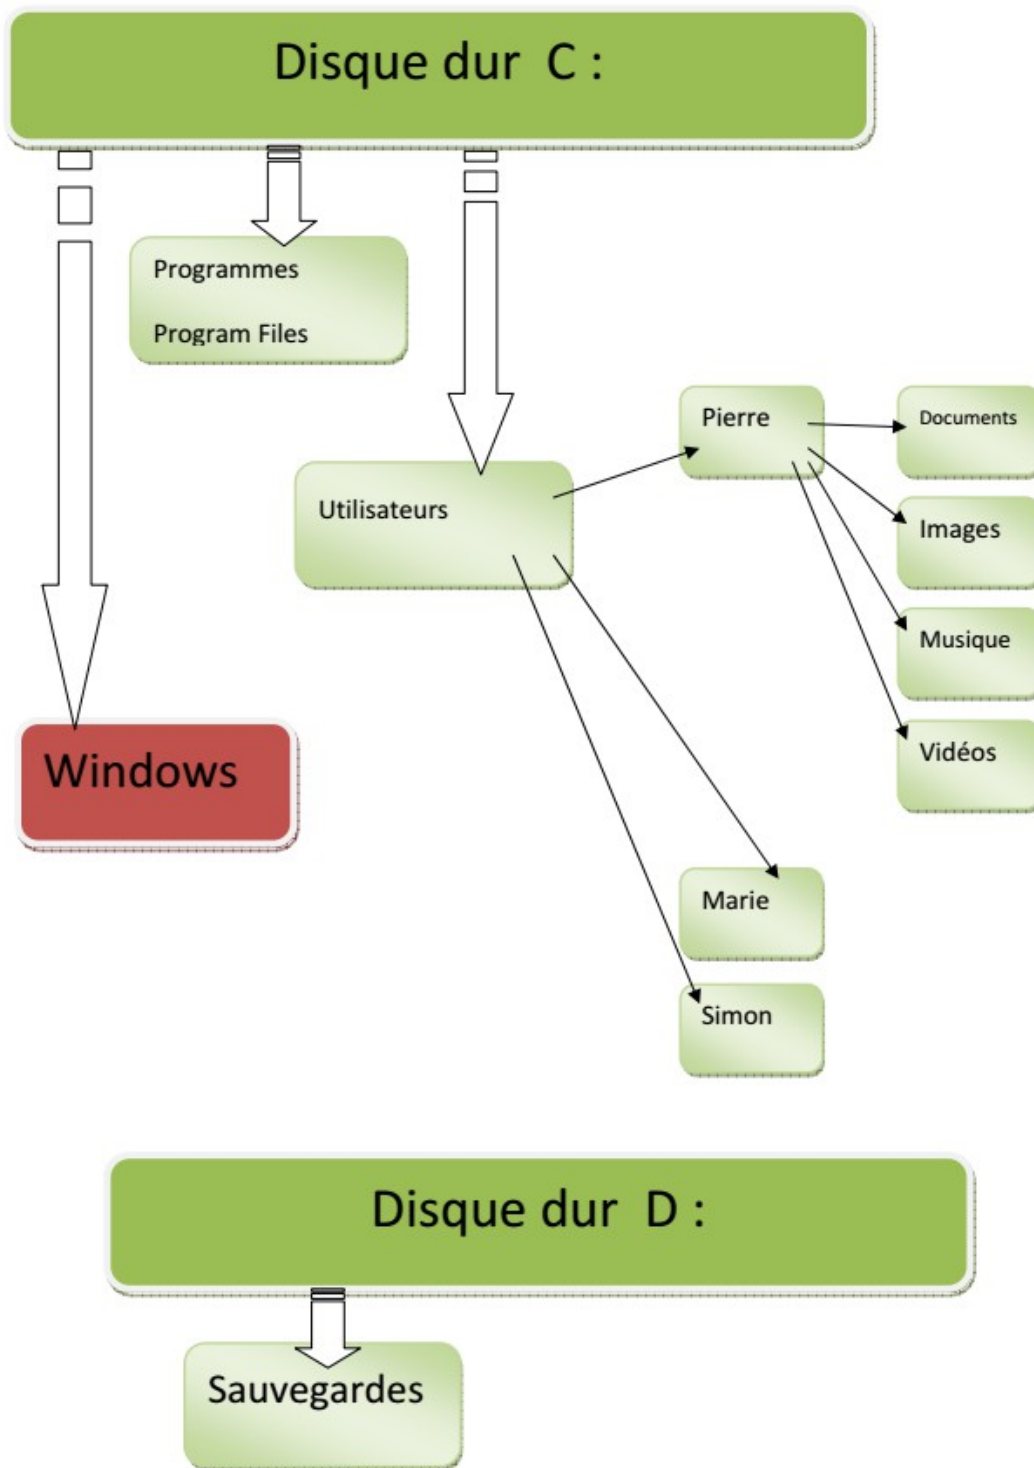 Disque dur  C :
Programmes
Program Files
Utilisateurs
Pierre
Documents
Images
Musique
Vidéos
Windows
Marie
Simon
Disque dur  D :
Sauvegardes